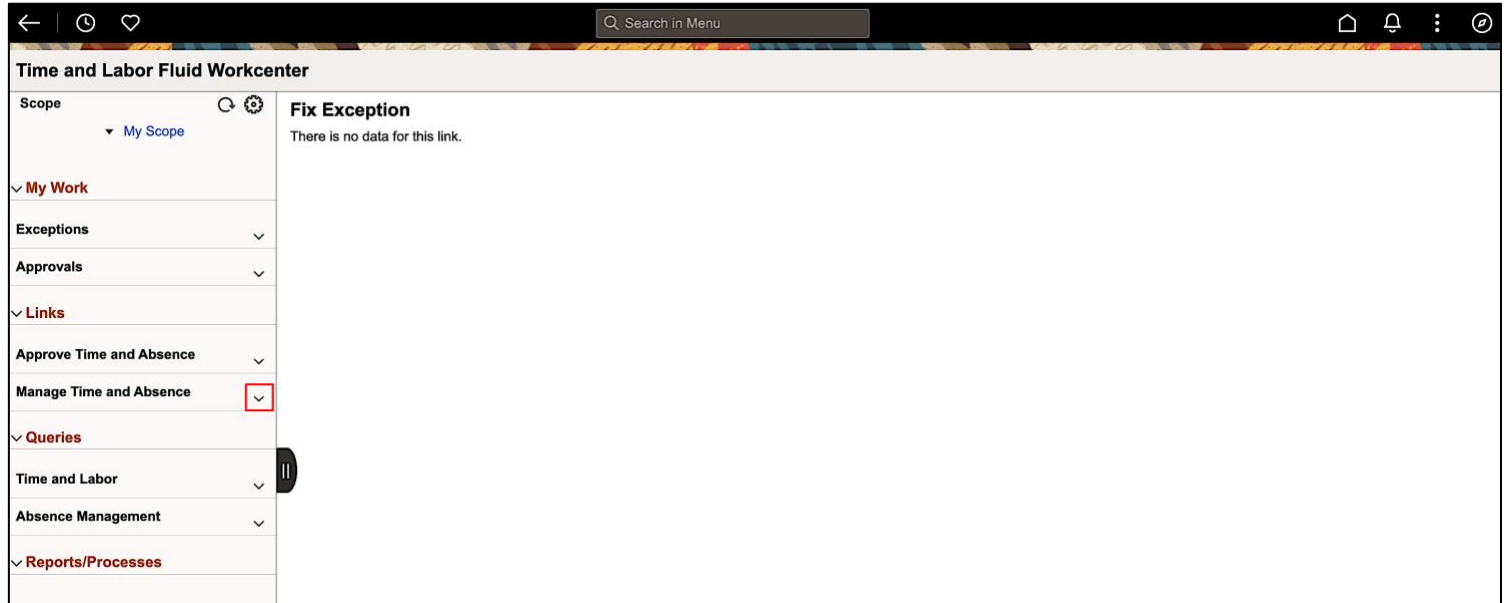 Search in Menu
Time and Labor Fluid Workcenter
Scope
My Scope
My Work
Exceptions
Approvals
Links
Approve Time and Absence
Manage Time and Absence
Queries
Time and Labor
Absence Management
Reports/Processes
Fix Exception
There is no data for this link.